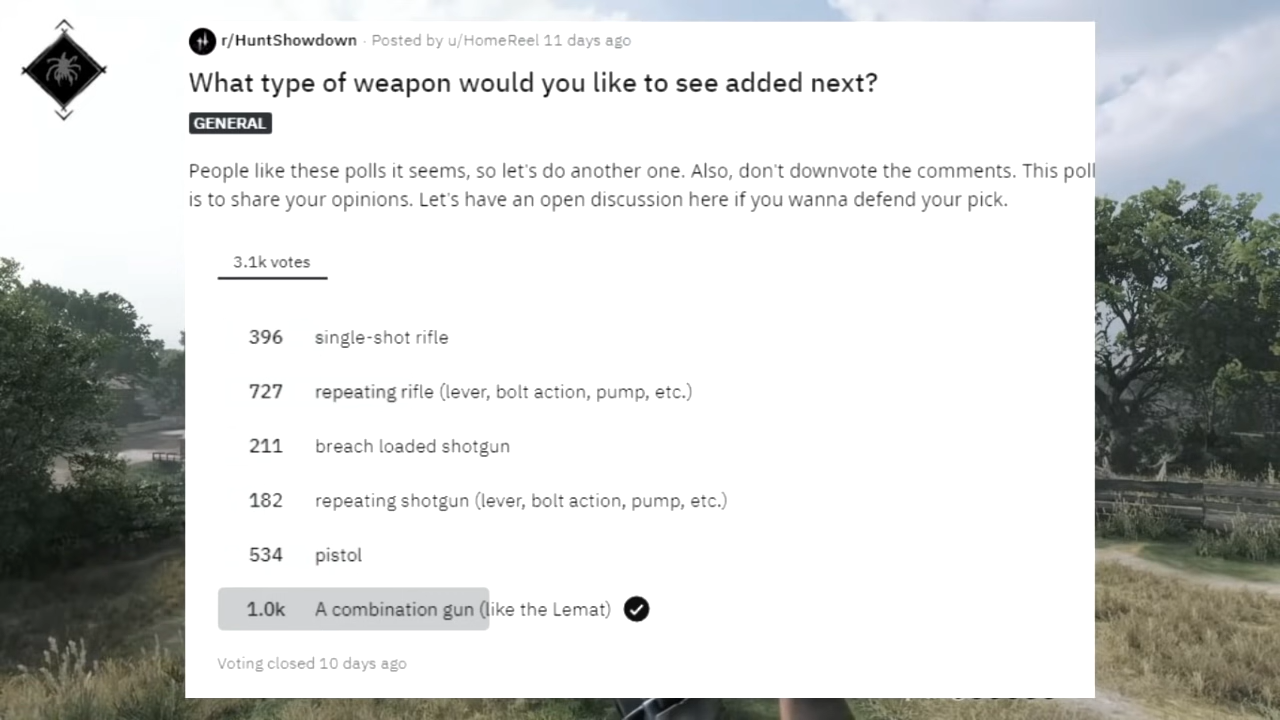 r/HuntShowdown · Posted by u/HomeReel 11 days ago
What type of weapon would you like to see added next?
GENERAL
People like these polls it seems, so let's do another one. Also, don't downvote the comments. This poll
is to share your opinions. Let's have an open discussion here if you wanna defend your pick.
3.1k votes
396 single-shot rifle
727 repeating rifle (lever, bolt action, pump, etc.)
211 breach loaded shotgun
182 repeating shotgun (lever, bolt action, pump, etc.)
534 pistol
1.0k A combination gun (like the Lemat)
Voting closed 10 days ago